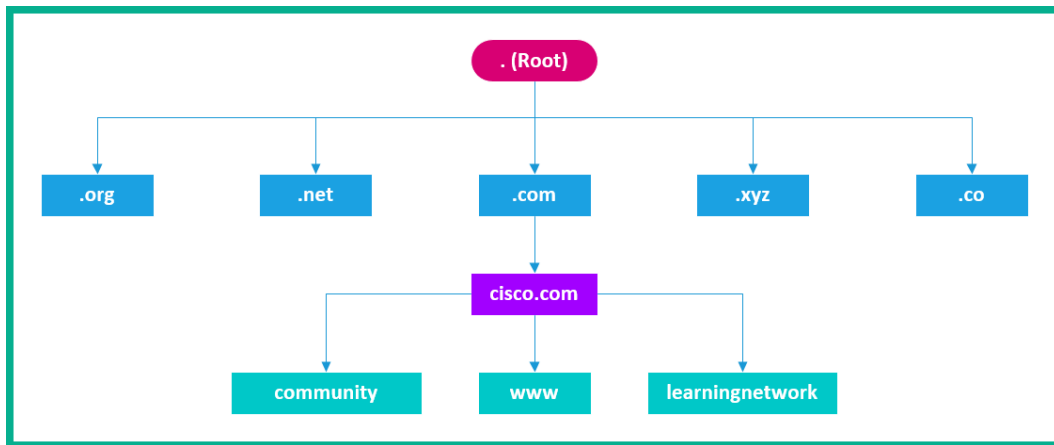 . (Root)
.org
.net
.com
.xyz
.co
cisco.com
community
www
learningnetwork